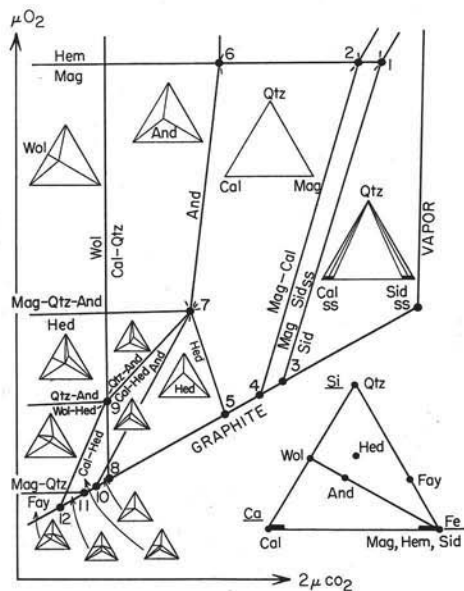 μO₂
6
2
1
Hem
Mag
Qtz
Cal
Mag
And
Wol
And
Wol
Cal-Qtz
Mag-Cal
Mag
Sid ss
Sid
VAPOR
Qtz
Cal ss
Sid ss
Mag-Qtz-And
Hed
7
Qtz-And
Cal-Hed
And
Hed
Hed
Qtz-And
Wol-Hed
9
Cal-Hed
3
4
5
GRAPHITE
8
Mag-Qtz
Fay
12
11
10
Si
Qtz
Wol
Hed
And
Fay
Ca
Cal
Fe
Mag, Hem, Sid
2μCO₂